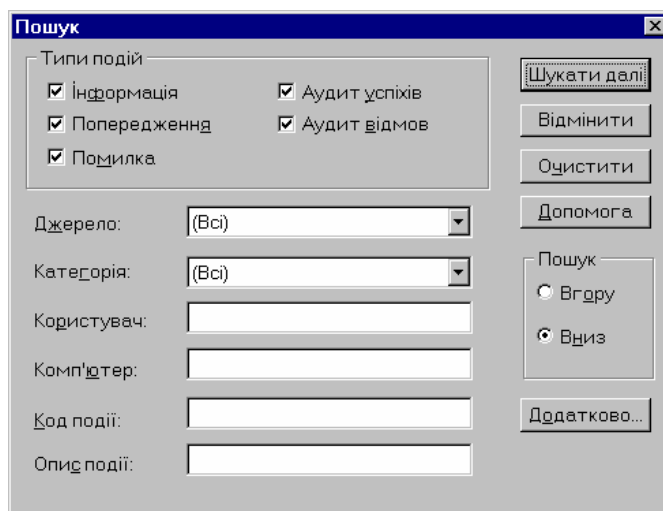 Пошук
Типи подій
Інформація
Аудит успіхів
Попередження
Аудит відмов
Помилка
Шукати далі
Відмінити
Очистити
Допомога
Джерело: (Всі)
Категорія: (Всі)
Користувач:
Комп'ютер:
Код події:
Опис події:
Пошук
Вгору
Вниз
Додатково...